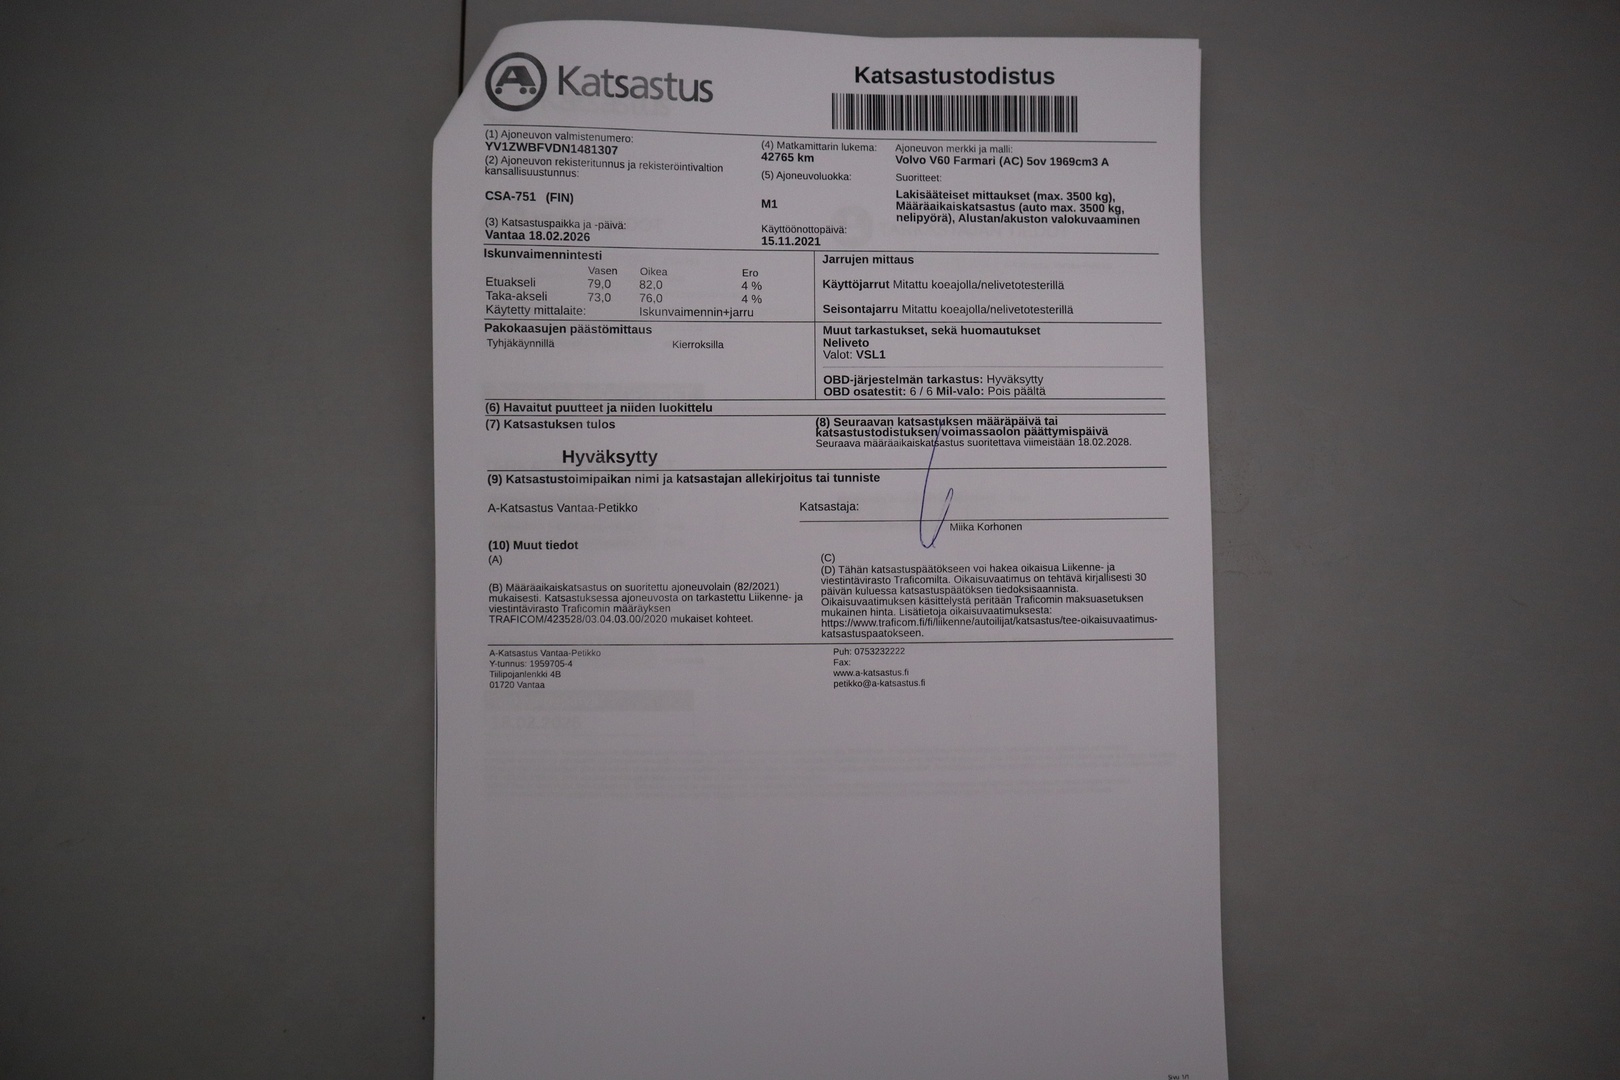 A Katsastus
Katsastustodistus
(1) Ajoneuvon valmistenumero:
YV1ZWBFVDN1481307
(2) Ajoneuvon rekisteritunnus ja rekisteröintivaltion
kansallisuustunnus:
CSA-751 (FIN)
(3) Katsastuspaikka ja -päivä:
Vantaa 18.02.2026
(4) Matkamittarin lukema:
42765 km
(5) Ajoneuvoluokka:
M1
Käyttöönottopäivä:
15.11.2021
Ajoneuvon merkki ja malli:
Volvo V60 Farmari (AC) 5ov 1969cm3 A
Suoritteet:
Lakisääteiset mittaukset (max. 3500 kg),
Määräaikaiskatsastus (auto max. 3500 kg,
nelipyörä), Alustan/akuston valokuvaaminen
Iskunvaimennintesti
Vasen Oikea Ero
Etuakseli 79,0 82,0 4 %
Taka-akseli 73,0 76,0 4 %
Käytetty mittalaite: Iskunvaimennin+jarru
Jarrujen mittaus
Käyttöjarrut Mitattu koeajolla/nelivetotesterillä
Seisontajarru Mitattu koeajolla/nelivetotesterillä
Pakokaasujen päästömittaus
Tyhjäkäynnillä Kierroksilla
Muut tarkastukset, sekä huomautukset
Neliveto
Valot: VSL1
OBD-järjestelmän tarkastus: Hyväksytty
OBD osatestit: 6 / 6 Mil-valo: Pois päältä
(6) Havaitut puutteet ja niiden luokittelu
(7) Katsastuksen tulos
Hyväksytty
(8) Seuraavan katsastuksen määräpäivä tai
katsastustodistuksen voimassaolon päättymispäivä
Seuraava määräaikaiskatsastus suoritettava viimeistään 18.02.2028.
(9) Katsastustoimipaikan nimi ja katsastajan allekirjoitus tai tunniste
A-Katsastus Vantaa-Petikko
Katsastaja:
Miika Korhonen
(10) Muut tiedot
(A)
(B) Määräaikaiskatsastus on suoritettu ajoneuvolain (82/2021)
mukaisesti. Katsastuksessa ajoneuvosta on tarkastettu Liikenne- ja
viestintävirasto Traficomin määräyksen
TRAFICOM/423528/03.04.03.00/2020 mukaiset kohteet.
(C)
(D) Tähän katsastuspäätökseen voi hakea oikaisua Liikenne- ja
viestintävirasto Traficomilta. Oikaisuvaatimus on tehtävä kirjallisesti 30
päivän kuluessa katsastuspäätöksen tiedoksisaannista.
Oikaisuvaatimuksen käsittelystä peritään Traficomin maksuasetuksen
mukainen hinta. Lisätietoja oikaisuvaatimuksesta:
https://www.traficom.fi/fi/liikenne/autoilijat/katsastus/tee-oikaisuvaatimus-
katsastuspaatokseen.
A-Katsastus Vantaa-Petikko
Y-tunnus: 1959705-4
Tiilipojanlenkki 4B
01720 Vantaa
Puh: 0753232222
Fax:
www.a-katsastus.fi
petikko@a-katsastus.fi